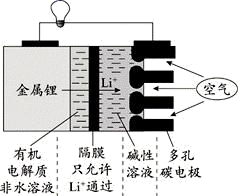 金属锂
Li⁺
空气
有机
电解质
非水溶液
隔膜
只允许
Li⁺通过
碱性
溶液
多孔
碳电极